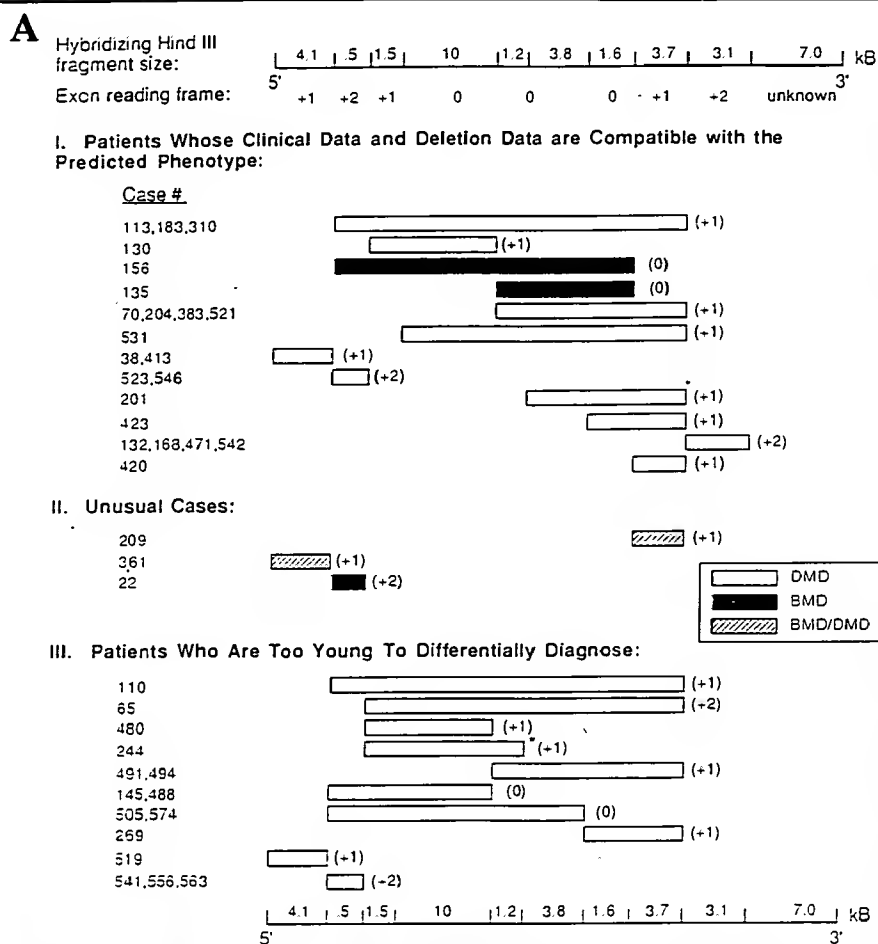 A
Hybridizing Hind III
fragment size:
4.1 .5 1.5 10 1.2 3.8 1.6 3.7 3.1 7.0 kB
5' 3'
Exon reading frame: +1 +2 +1 0 0 0 +1 +2 unknown
I. Patients Whose Clinical Data and Deletion Data are Compatible with the
Predicted Phenotype:
Case #
113,183,310 (+1)
130 (+1)
156 (0)
135 (0)
70,204,383,521 (+1)
531 (+1)
38,413 (+1)
523,546 (+2)
201 (+1)
423 (+1)
132,168,471,542 (+2)
420 (+1)
II. Unusual Cases:
209 (+1)
361 (+1)
22 (+2)
DMD
BMD
BMD/DMD
III. Patients Who Are Too Young To Differentially Diagnose:
110 (+1)
65 (+2)
480 (+1)
244 * (+1)
491,494 (+1)
145,488 (0)
505,574 (0)
269 (+1)
519 (+1)
541,556,563 (+2)
4.1 .5 1.5 10 1.2 3.8 1.6 3.7 3.1 7.0 kB
5' 3'